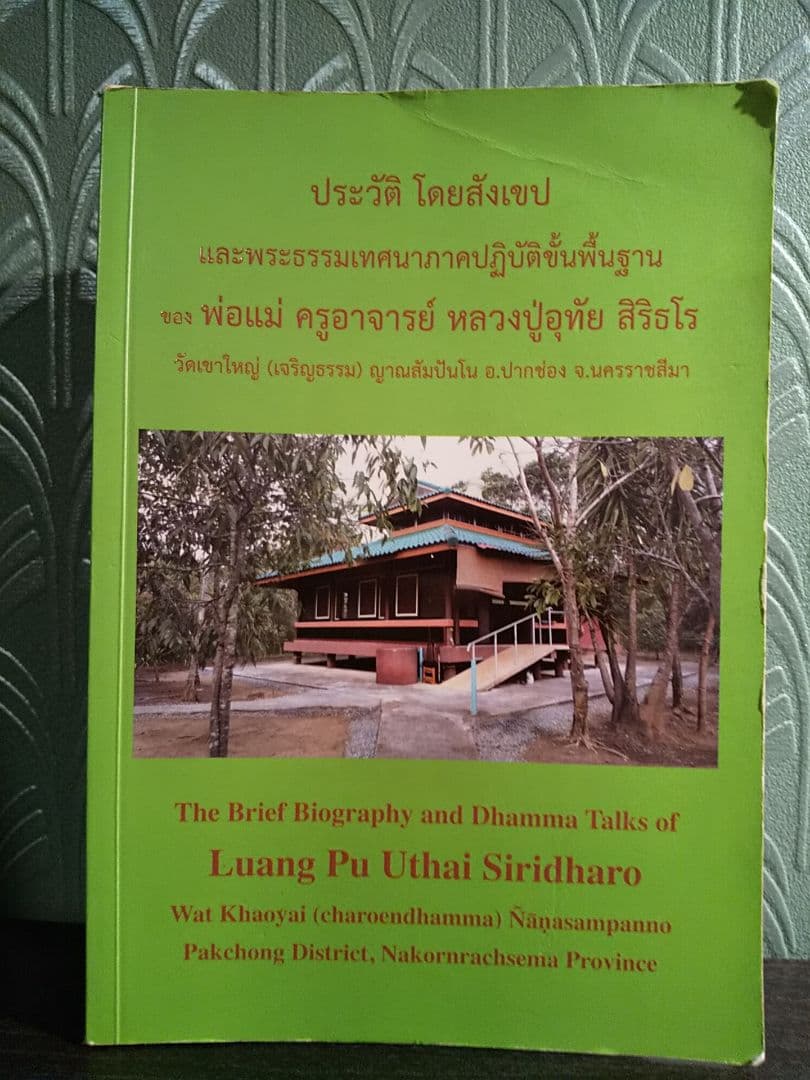 ประวัติ โดยสังเขป
และพระธรรมเทศนาภาคปฏิบัติขั้นพื้นฐาน
ของ พ่อแม่ ครูอาจารย์ หลวงปู่อุทัย สิริธโร
วัดเขาใหญ่ (เจริญธรรม) ญาณสัมปันโน อ.ปากช่อง จ.นครราชสีมา
The Brief Biography and Dhamma Talks of
Luang Pu Uthai Siridharo
Wat Khaoyai (charoendhamma) Ñāṇasampanno
Pakchong District, Nakornrachsema Province